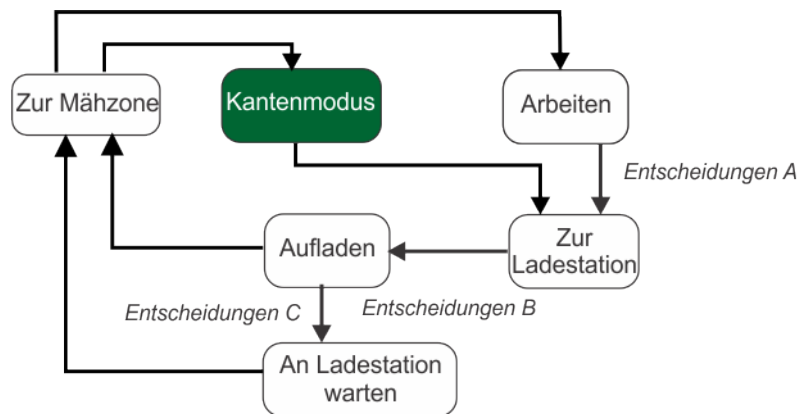 Zur Mähzone
Kantenmodus
Arbeiten
Entscheidungen A
Zur
Ladestation
Aufladen
Entscheidungen B
Entscheidungen C
An Ladestation
warten